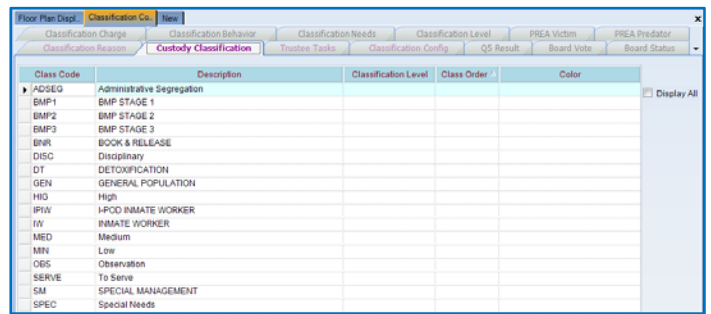 Floor Plan Displ.. Classification Co.. New x
Classification Charge Classification Behavior Classification Needs Classification Level PREA Victim PREA Predator
Classification Reason Custody Classification Trustee Tasks Classification Config Q5 Result Board Vote Board Status
Class Code Description Classification Level Class Order Color
ADSEG Administrative Segregation Display All
BMP1 BMP STAGE 1
BMP2 BMP STAGE 2
BMP3 BMP STAGE 3
BNR BOOK & RELEASE
DISC Disciplinary
DT DETOXIFICATION
GEN GENERAL POPULATION
HIG High
IPIW I-POD INMATE WORKER
IW INMATE WORKER
MED Medium
MIN Low
OBS Observation
SERVE To Serve
SM SPECIAL MANAGEMENT
SPEC Special Needs